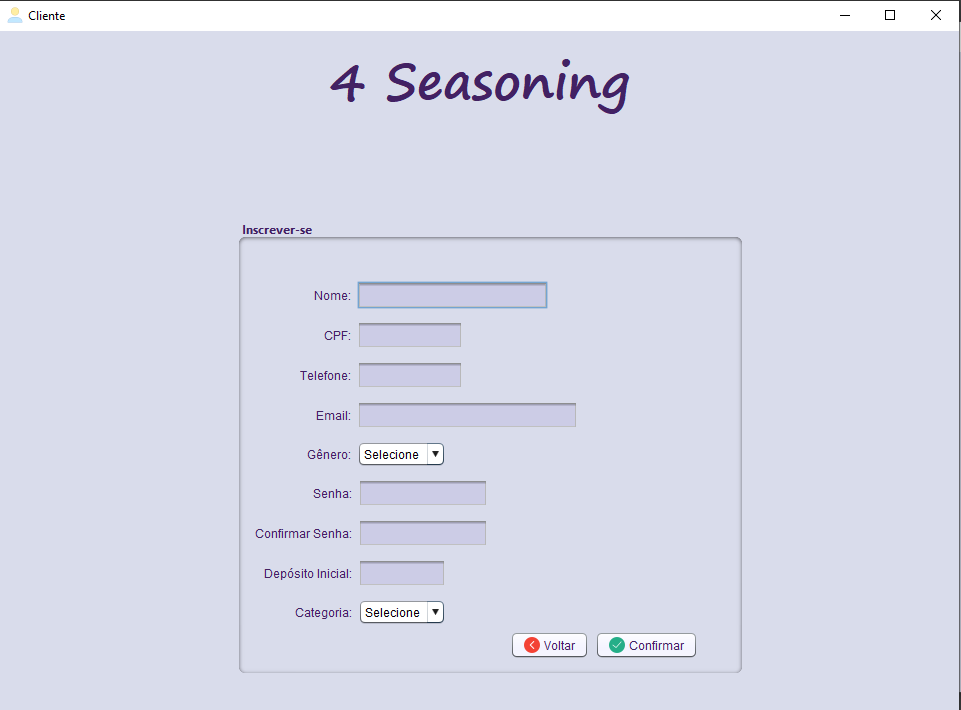 Cliente
4 Seasoning
Inscrever-se
Nome:
CPF:
Telefone:
Email:
Gênero: Selecione
Senha:
Confirmar Senha:
Depósito Inicial:
Categoria: Selecione
Voltar Confirmar